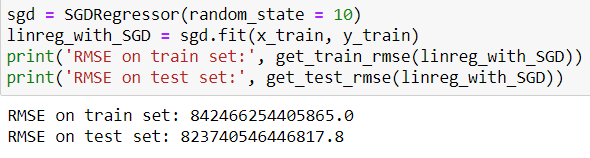 sgd = SGDRegressor(random_state = 10)
linreg_with_SGD = sgd.fit(x_train, y_train)
print('RMSE on train set:', get_train_rmse(linreg_with_SGD))
print('RMSE on test set:', get_test_rmse(linreg_with_SGD))
RMSE on train set: 842466254405865.0
RMSE on test set: 823740546446817.8